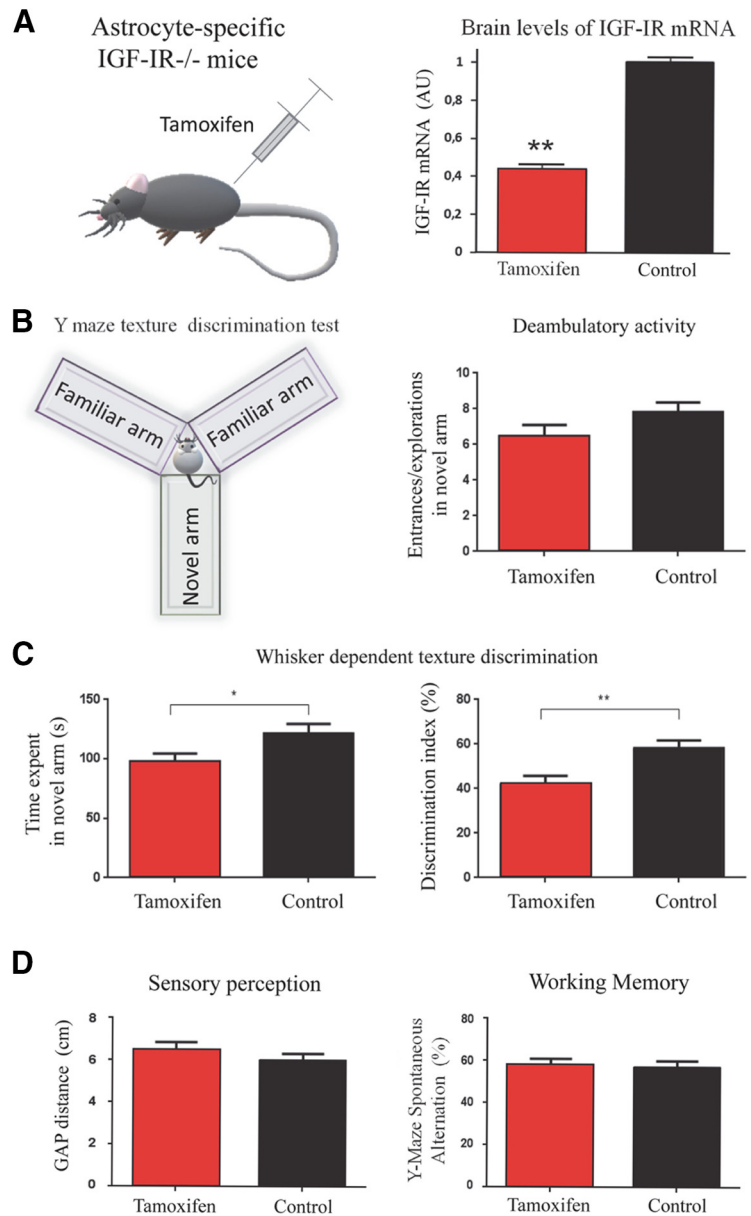 A
Astrocyte-specific
IGF-IR-/- mice
Tamoxifen
Brain levels of IGF-IR mRNA
IGF-IR mRNA (AU)
1
0,8
0,6
0,4
0,2
0
**
Tamoxifen
Control
B
Y maze texture discrimination test
Familiar arm
Familiar arm
Novel arm
Deambulatory activity
Entrances/explorations
in novel arm
10
8
6
4
2
0
Tamoxifen
Control
C
Whisker dependent texture discrimination
Time expent
in novel arm (s)
150
100
50
0
*
Tamoxifen
Control
Discrimination index (%)
80
60
40
20
0
**
Tamoxifen
Control
D
Sensory perception
GAP distance (cm)
8
6
4
2
0
Tamoxifen
Control
Working Memory
Y-Maze Spontaneous
Alternation (%)
80
60
40
20
0
Tamoxifen
Control